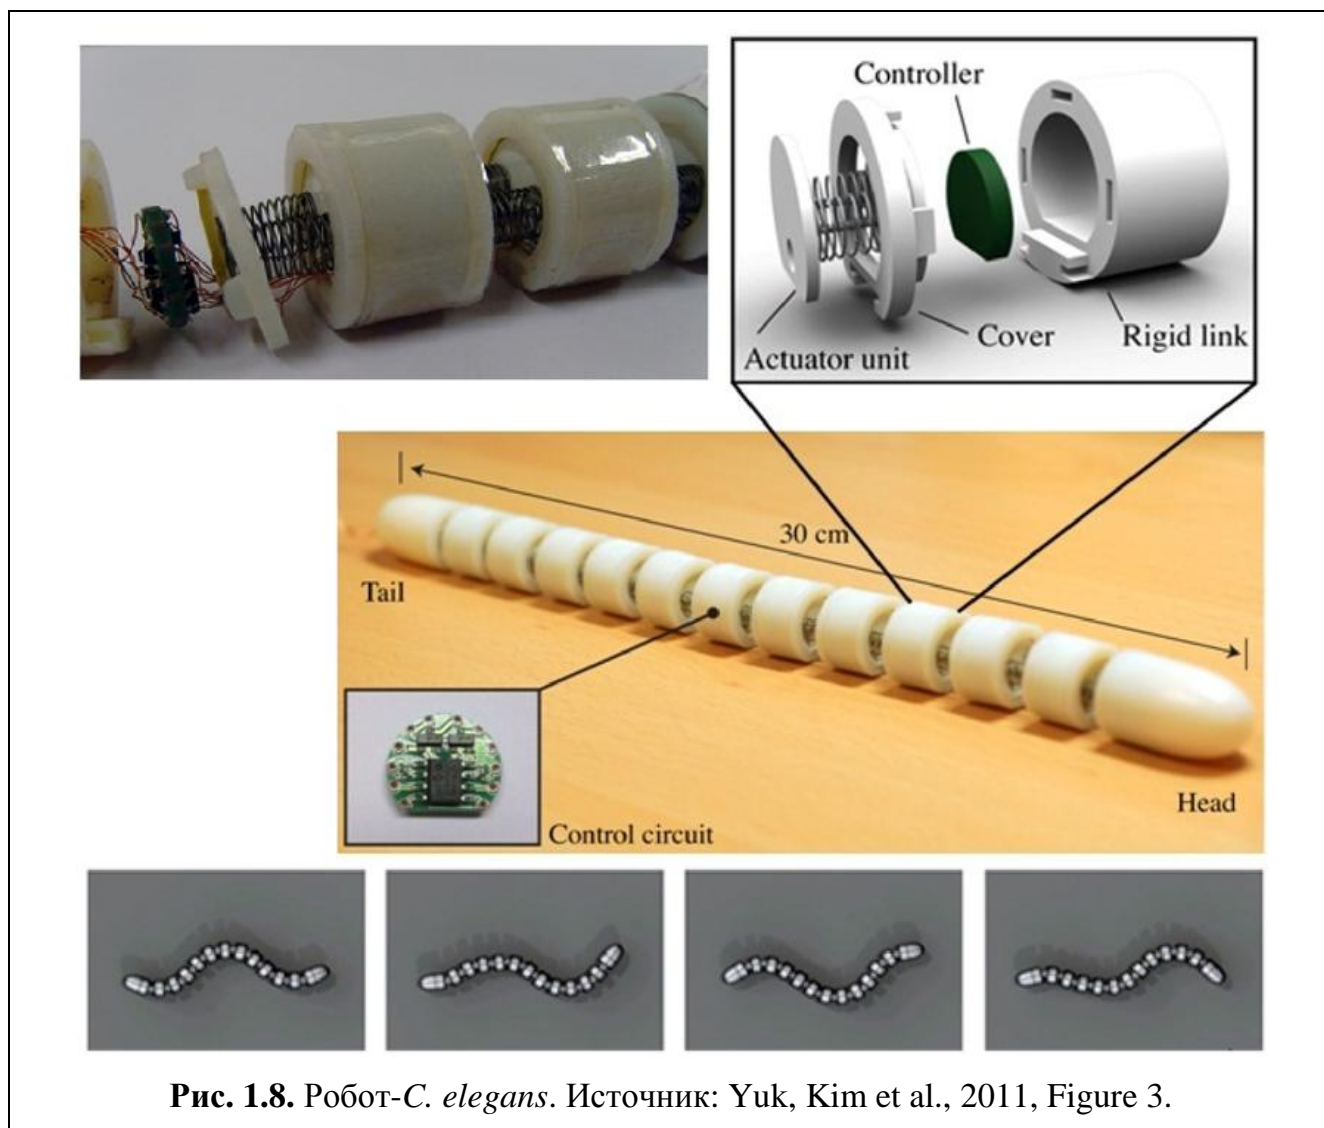 Controller
Cover
Rigid link
Actuator unit
30 cm
Tail
Head
Control circuit
Рис. 1.8. Робот-C. elegans. Источник: Yuk, Kim et al., 2011, Figure 3.